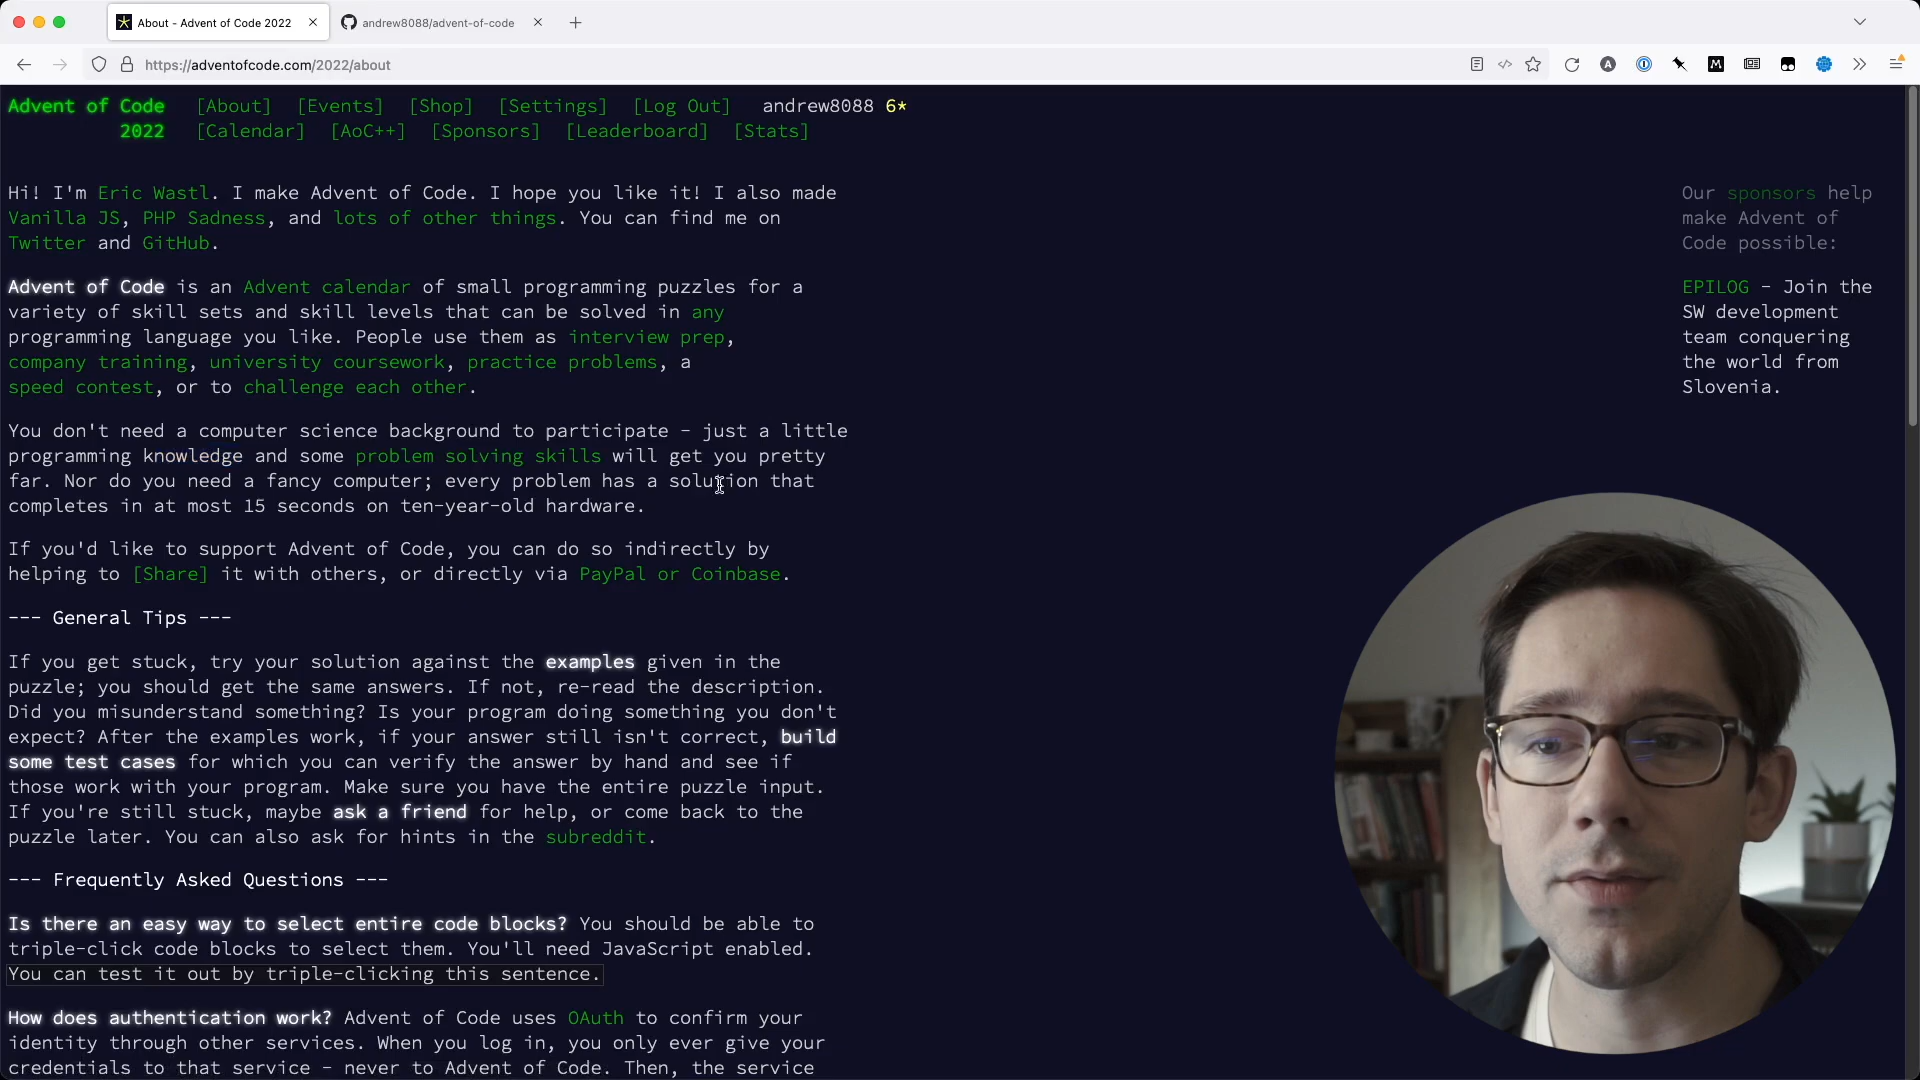 About - Advent of Code 2022
andrew8088/advent-of-code
https://adventofcode.com/2022/about
Advent of Code [About] [Events] [Shop] [Settings] [Log Out] andrew8088 6*
2022 [Calendar] [AoC++] [Sponsors] [Leaderboard] [Stats]
Hi! I'm Eric Wastl. I make Advent of Code. I hope you like it! I also made
Vanilla JS, PHP Sadness, and lots of other things. You can find me on
Twitter and GitHub.
Advent of Code is an Advent calendar of small programming puzzles for a
variety of skill sets and skill levels that can be solved in any
programming language you like. People use them as interview prep,
company training, university coursework, practice problems, a
speed contest, or to challenge each other.
You don't need a computer science background to participate - just a little
programming knowledge and some problem solving skills will get you pretty
far. Nor do you need a fancy computer; every problem has a solution that
completes in at most 15 seconds on ten-year-old hardware.
If you'd like to support Advent of Code, you can do so indirectly by
helping to [Share] it with others, or directly via PayPal or Coinbase.
--- General Tips ---
If you get stuck, try your solution against the examples given in the
puzzle; you should get the same answers. If not, re-read the description.
Did you misunderstand something? Is your program doing something you don't
expect? After the examples work, if your answer still isn't correct, build
some test cases for which you can verify the answer by hand and see if
those work with your program. Make sure you have the entire puzzle input.
If you're still stuck, maybe ask a friend for help, or come back to the
puzzle later. You can also ask for hints in the subreddit.
--- Frequently Asked Questions ---
Is there an easy way to select entire code blocks? You should be able to
triple-click code blocks to select them. You'll need JavaScript enabled.
You can test it out by triple-clicking this sentence.
How does authentication work? Advent of Code uses OAuth to confirm your
identity through other services. When you log in, you only ever give your
credentials to that service - never to Advent of Code. Then, the service
Our sponsors help
make Advent of
Code possible:
EPILOG - Join the
SW development
team conquering
the world from
Slovenia.